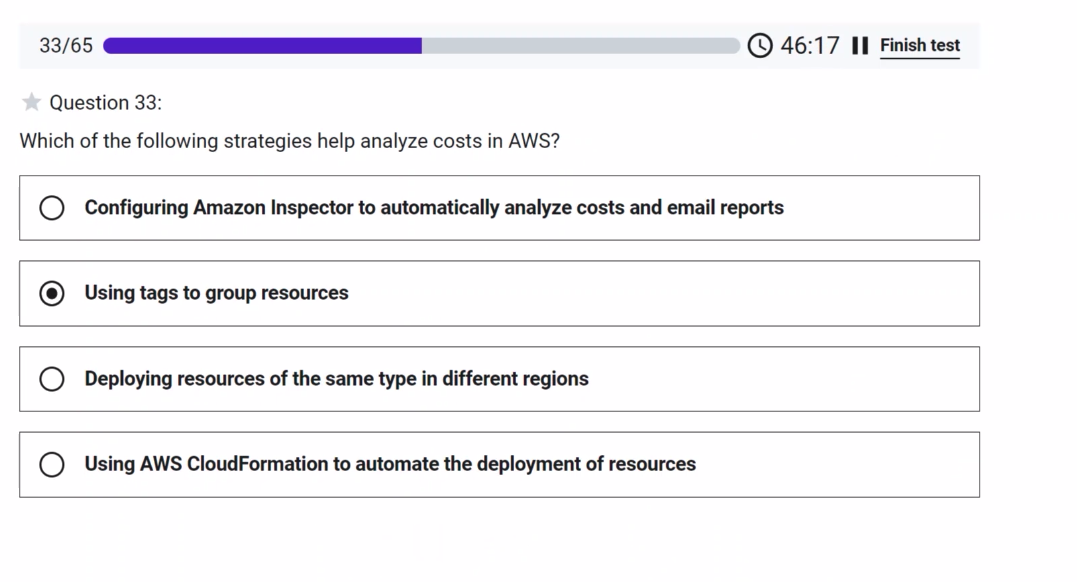 33/65 46:17 Finish test
Question 33:
Which of the following strategies help analyze costs in AWS?
Configuring Amazon Inspector to automatically analyze costs and email reports
Using tags to group resources
Deploying resources of the same type in different regions
Using AWS CloudFormation to automate the deployment of resources